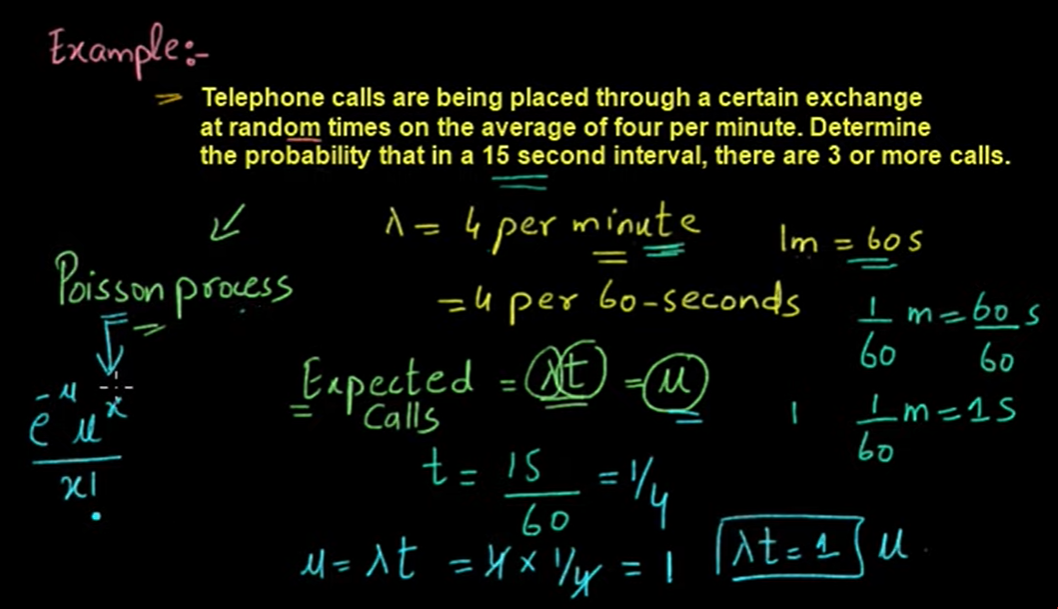 Example:-
⇒ Telephone calls are being placed through a certain exchange
at random times on the average of four per minute. Determine
the probability that in a 15 second interval, there are 3 or more calls.
λ = 4 per minute
= 4 per 60-seconds
1m = 60s
1/60 m = 60/60 s
1 1/60 m = 1s
Poisson process
e^-μ μ^x / x!
Expected Calls = λt = μ
t = 15/60 = 1/4
μ = λt = 4 × 1/4 = 1
λt = 1 μ